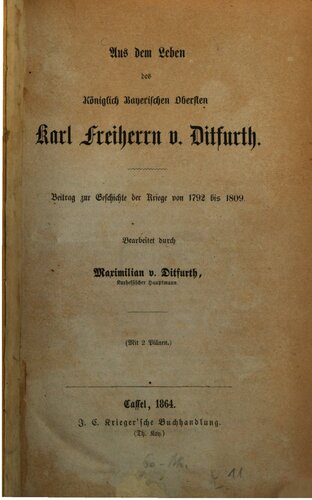 Aus dem Leben
des
Königlich Bayerischen Obersten
Karl Freiherrn v. Ditfurth.
Beitrag zur Geschichte der Kriege von 1792 bis 1809.
Bearbeitet durch
Maximilian v. Ditfurth,
Kurhessischer Hauptmann.
(Mit 2 Plänen.)
Cassel, 1864.
J. C. Krieger'sche Buchhandlung.
(Th. Kay.)